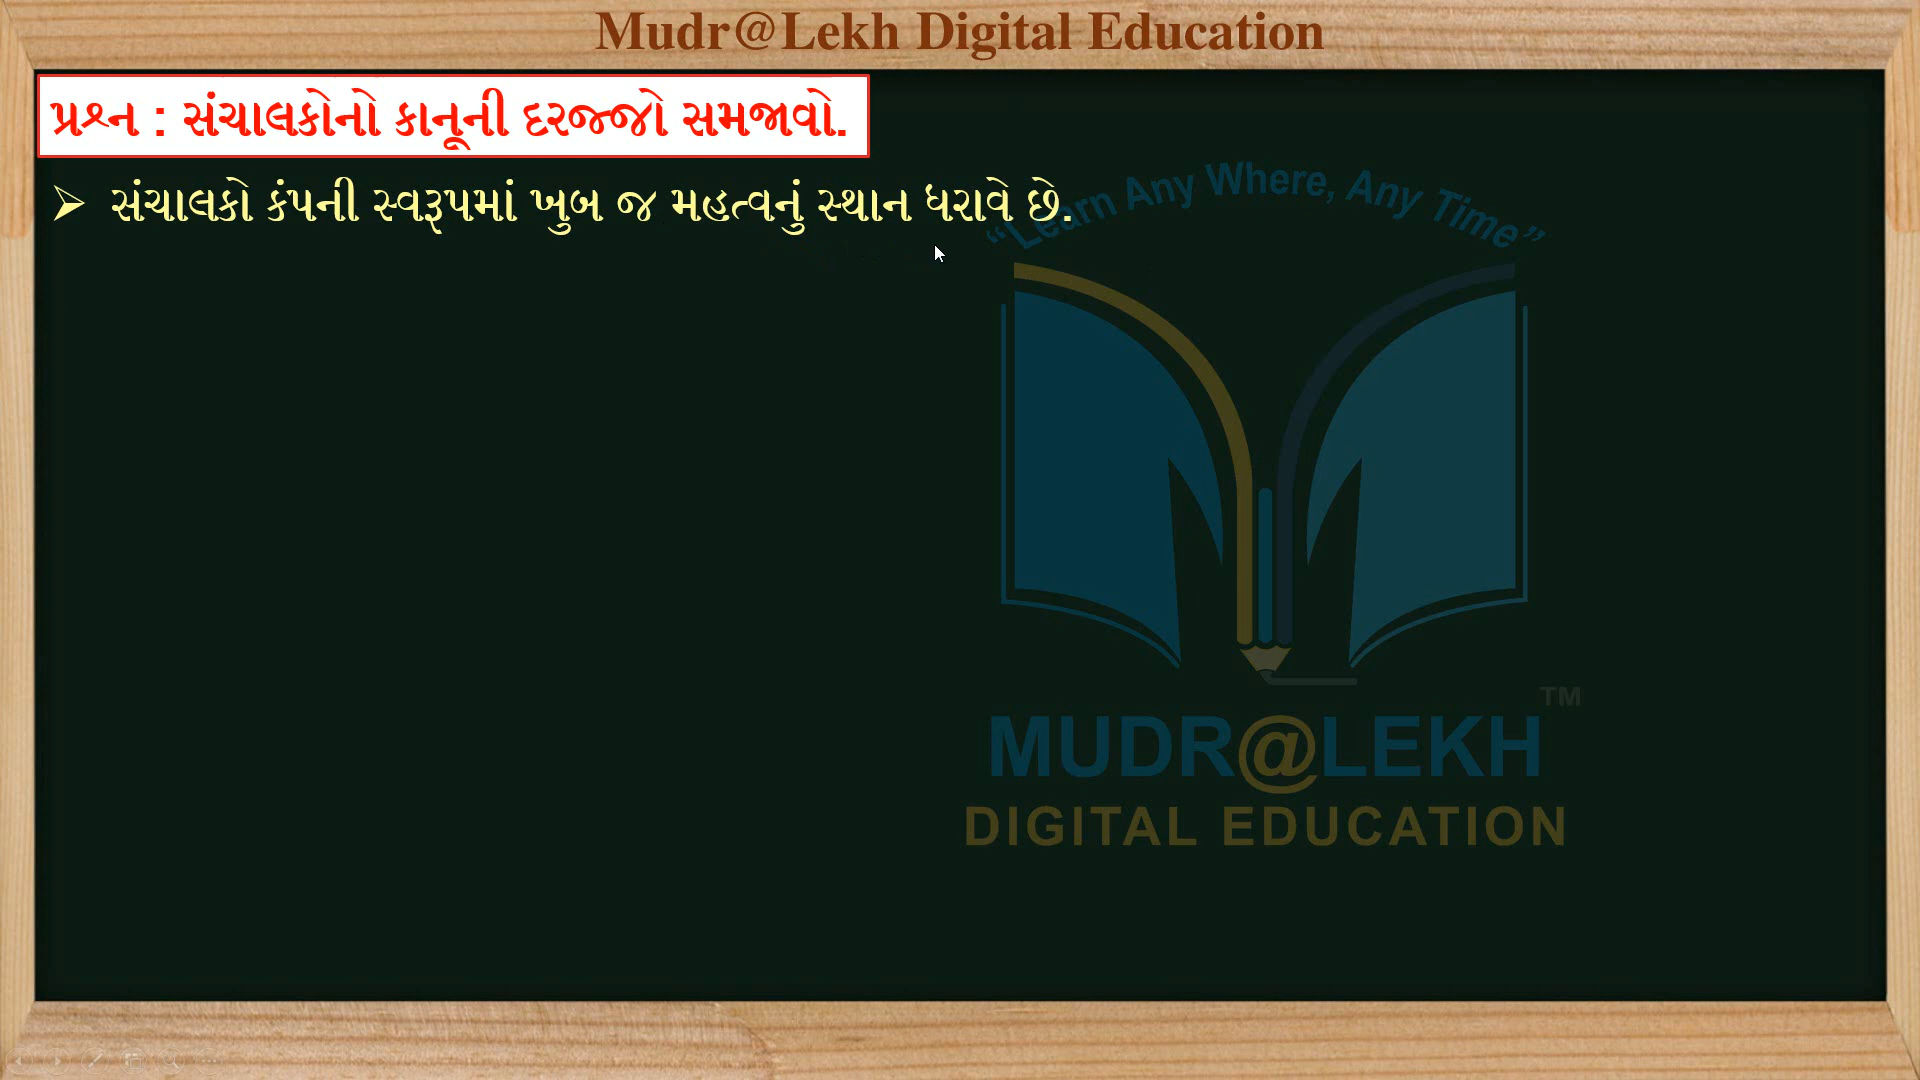 Mudr@Lekh Digital Education
પ્રશ્ન : સંચાલકોનો કાનૂની દરજ્જો સમજાવો.
➢ સંચાલકો કંપની સ્વરૂપમાં ખુબ જ મહત્વનું સ્થાન ધરાવે છે.
“Learn Any Where, Any Time”
TM
MUDR@LEKH
DIGITAL EDUCATION